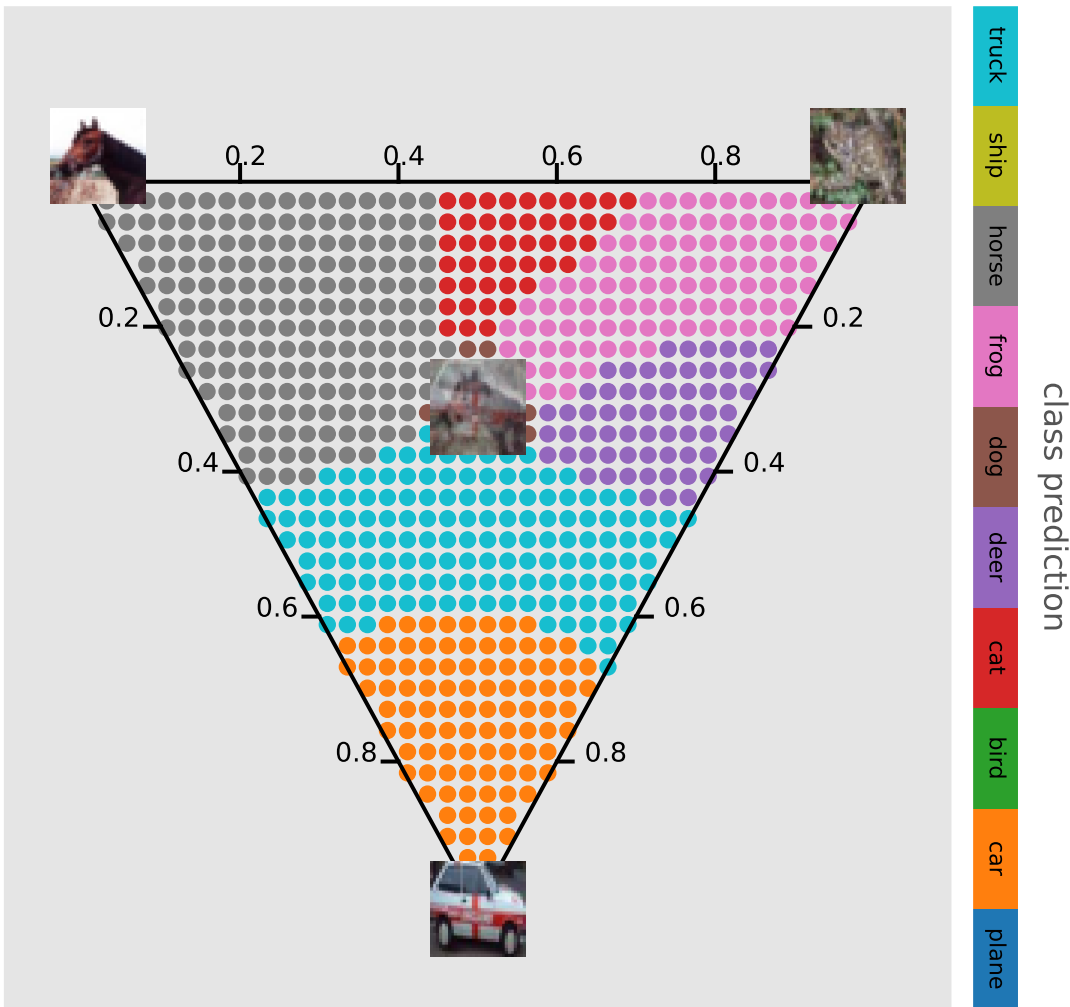 0.2 0.4 0.6 0.8
0.2 0.2
0.4 0.4
0.6 0.6
0.8 0.8
truck
ship
horse
frog
dog
deer
cat
bird
car
plane
class prediction